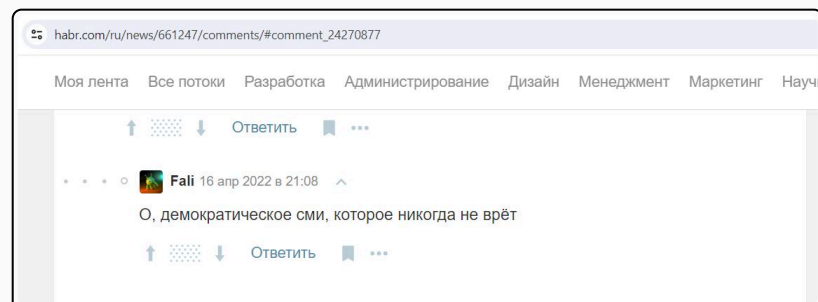 habr.com/ru/news/661247/comments/#comment_24270877
Моя лента Все потоки Разработка Администрирование Дизайн Менеджмент Маркетинг Науч
Ответить
Fali 16 апр 2022 в 21:08
О, демократическое сми, которое никогда не врёт
Ответить